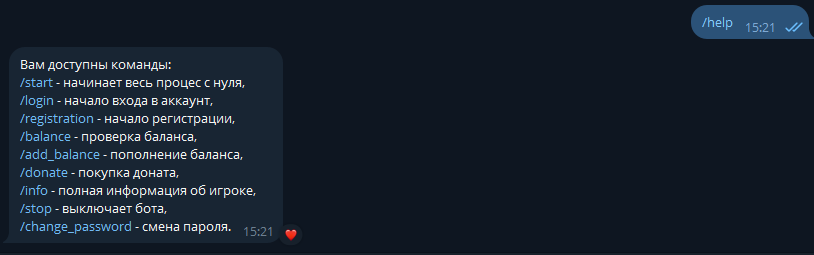 /help 15:21
Вам доступны команды:
/start - начинает весь процес с нуля,
/login - начало входа в аккаунт,
/registration - начало регистрации,
/balance - проверка баланса,
/add_balance - пополнение баланса,
/donate - покупка доната,
/info - полная информация об игроке,
/stop - выключает бота,
/change_password - смена пароля. 15:21